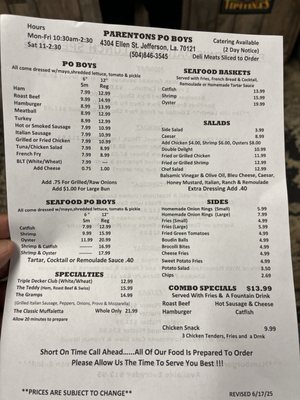 Hours
Mon-Fri 10:30am-2:30
Sat 11-2:30
PARENTONS PO BOYS
4304 Ellen St. Jefferson, La. 70121
(504)846-3545
Catering Available
(2 Day Notice)
Deli Meats Sliced to Order
PO BOYS
All come dressed w/mayo,shredded lettuce, tomato & pickle
6" 12"
Sm Reg
Ham 7.99 12.99
Roast Beef 9.99 14.99
Hamburger 8.99 13.99
Meatball 8.99 12.99
Turkey 8.99 12.99
Hot or Smoked Sausage 7.99 10.99
Italian Sausage 7.99 10.99
Grilled or Fried Chicken 7.99 10.99
Tuna/Chicken Salad 7.99 8.99
French Fry 7.99 8.99
BLT (White/Wheat) 7.99 ----
Add Cheese 0.75 1.00
Add .75 for Grilled/Raw Onions
Add $1.00 For Large Bun
SEAFOOD PO BOYS
All come dressed w/mayo,shredded lettuce, tomato & pickle
6" 12"
Catfish 7.99 12.99
Shrimp 9.99 15.99
Oyster 11.99 20.99
Shrimp & Catfish ---- 16.99
Shrimp & Oyster ---- 17.99
Tartar, Cocktail or Remoulade Sauce .40
SPECIALTIES
Triple Decker Club (White/Wheat) 12.99
The Teddy (Ham, Roast Beef & Swiss) 15.99
The Gramps 14.99
(Grilled Italian Sausage, Peppers, Onions, Provo & Mozzarella)
The Classic Muffaletta Whole Only 21.99
Allow 20 minutes to prepare
SEAFOOD BASKETS
Served with Fries, French Bread & Cocktail,
Remoulade or Homemade Tartar Sauce
Catfish 15.99
Shrimp 15.99
Oyster 19.99
SALADS
Side Salad 3.99
Caesar 8.99
Add Chicken $4.00, Shrimp $6.00, Oysters $8.00
Double Delight 10.99
Fried or Grilled Chicken 11.99
Fried or Grilled Shrimp 12.99
Chef Salad 12.99
Balsamic Vinegar & Olive Oil, Bleu Cheese, Caesar,
Honey Mustard, Italian, Ranch & Remoulade
Extra Dressing Add .40
SIDES
Homemade Onion Rings (Small) 5.99
Homemade Onion Rings (Large) 7.99
Fries (Small) 4.99
Fries (Large) 5.99
Fried Green Tomatoes 4.99
Boudin Balls 4.99
Broccoli Bites 4.99
Cheese Fries 4.99
Sweet Potato Fries 4.99
Potato Salad 3.50
Chips 2.69
COMBO SPECIALS $13.99
Served With Fries & A Fountain Drink
Roast Beef Hot Sausage & Cheese
Hamburger Catfish
Chicken Snack 9.99
3 Chicken Tenders, Fries and a Drnk
Short On Time Call Ahead......All Of Our Food Is Prepared To Order
Please Allow Us The Time To Serve You Best !!!
**PRICES ARE SUBJECT TO CHANGE**
REVISED 6/17/25